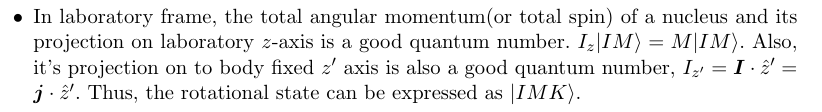 • In laboratory frame, the total angular momentum(or total spin) of a nucleus and its
projection on laboratory z-axis is a good quantum number. I_z|IM⟩ = M|IM⟩. Also,
it's projection on to body fixed z′ axis is also a good quantum number, I_{z′} = I · ẑ′ =
j · ẑ′. Thus, the rotational state can be expressed as |IMK⟩.